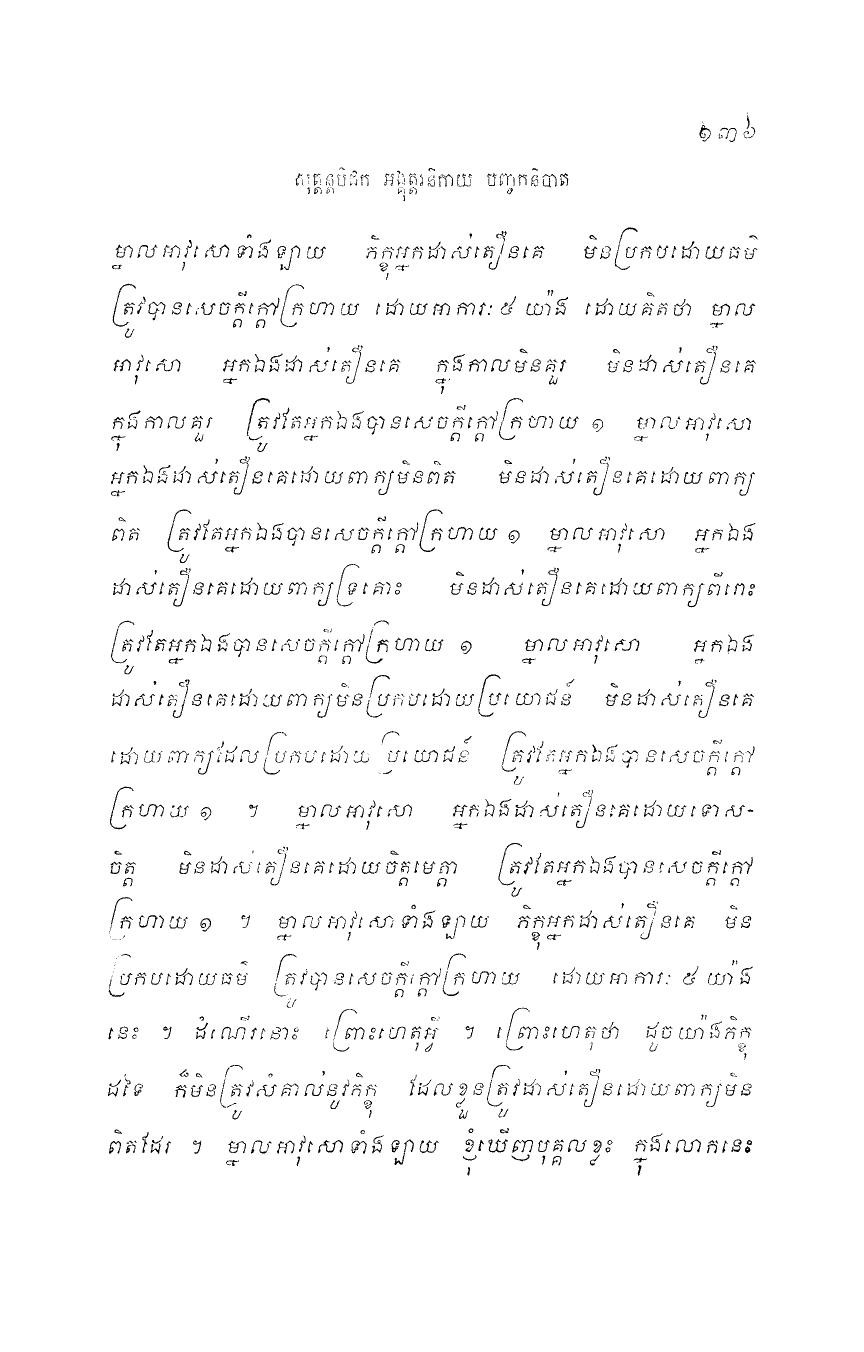 ១៣៦
សុត្តន្តបិដក អង្គុត្តរនិកាយ បញ្ចកនិបាត
ម្នាលអាវុសោទាំងឡាយ ភិក្ខុអ្នកដាស់តឿនគេ មិនប្រកបដោយធម៌
ត្រូវបានសេចក្តីក្តៅក្រហាយ ដោយអាការៈ ៥ យ៉ាង ដោយគិតថា ម្នាល
អាវុសោ អ្នកឯងដាស់តឿនគេ ក្នុងកាលមិនគួរ មិនដាស់តឿនគេ
ក្នុងកាលគួរ ត្រូវតែអ្នកឯងបានសេចក្តីក្តៅក្រហាយ ១ ម្នាលអាវុសោ
អ្នកឯងដាស់តឿនគេដោយពាក្យមិនពិត មិនដាស់តឿនគេដោយពាក្យ
ពិត ត្រូវតែអ្នកឯងបានសេចក្តីក្តៅក្រហាយ ១ ម្នាលអាវុសោ អ្នកឯង
ដាស់តឿនគេដោយពាក្យទ្រគោះ មិនដាស់តឿនគេដោយពាក្យពីរោះ
ត្រូវតែអ្នកឯងបានសេចក្តីក្តៅក្រហាយ ១ ម្នាលអាវុសោ អ្នកឯង
ដាស់តឿនគេដោយពាក្យមិនប្រកបដោយប្រយោជន៍ មិនដាស់តឿនគេ
ដោយពាក្យដែលប្រកបដោយប្រយោជន៍ ត្រូវតែអ្នកឯងបានសេចក្តីក្តៅ
ក្រហាយ ១ ។ ម្នាលអាវុសោ អ្នកឯងដាស់តឿនគេដោយទោស-
ចិត្ត មិនដាស់តឿនគេដោយចិត្តមេត្តា ត្រូវតែអ្នកឯងបានសេចក្តីក្តៅ
ក្រហាយ ១ ។ ម្នាលអាវុសោទាំងឡាយ ភិក្ខុអ្នកដាស់តឿនគេ មិន
ប្រកបដោយធម៌ ត្រូវបានសេចក្តីក្តៅក្រហាយ ដោយអាការៈ ៥ យ៉ាង
នេះ ។ ដំណើរនោះ ព្រោះហេតុអ្វី ។ ព្រោះហេតុថា ដូចយ៉ាងភិក្ខុ
ដទៃ ក៏មិនត្រូវសំគាល់នូវភិក្ខុ ដែលខ្លួនត្រូវដាស់តឿនដោយពាក្យមិន
ពិតដែរ ។ ម្នាលអាវុសោទាំងឡាយ ខ្ញុំឃើញបុគ្គលខ្លះ ក្នុងលោកនេះ